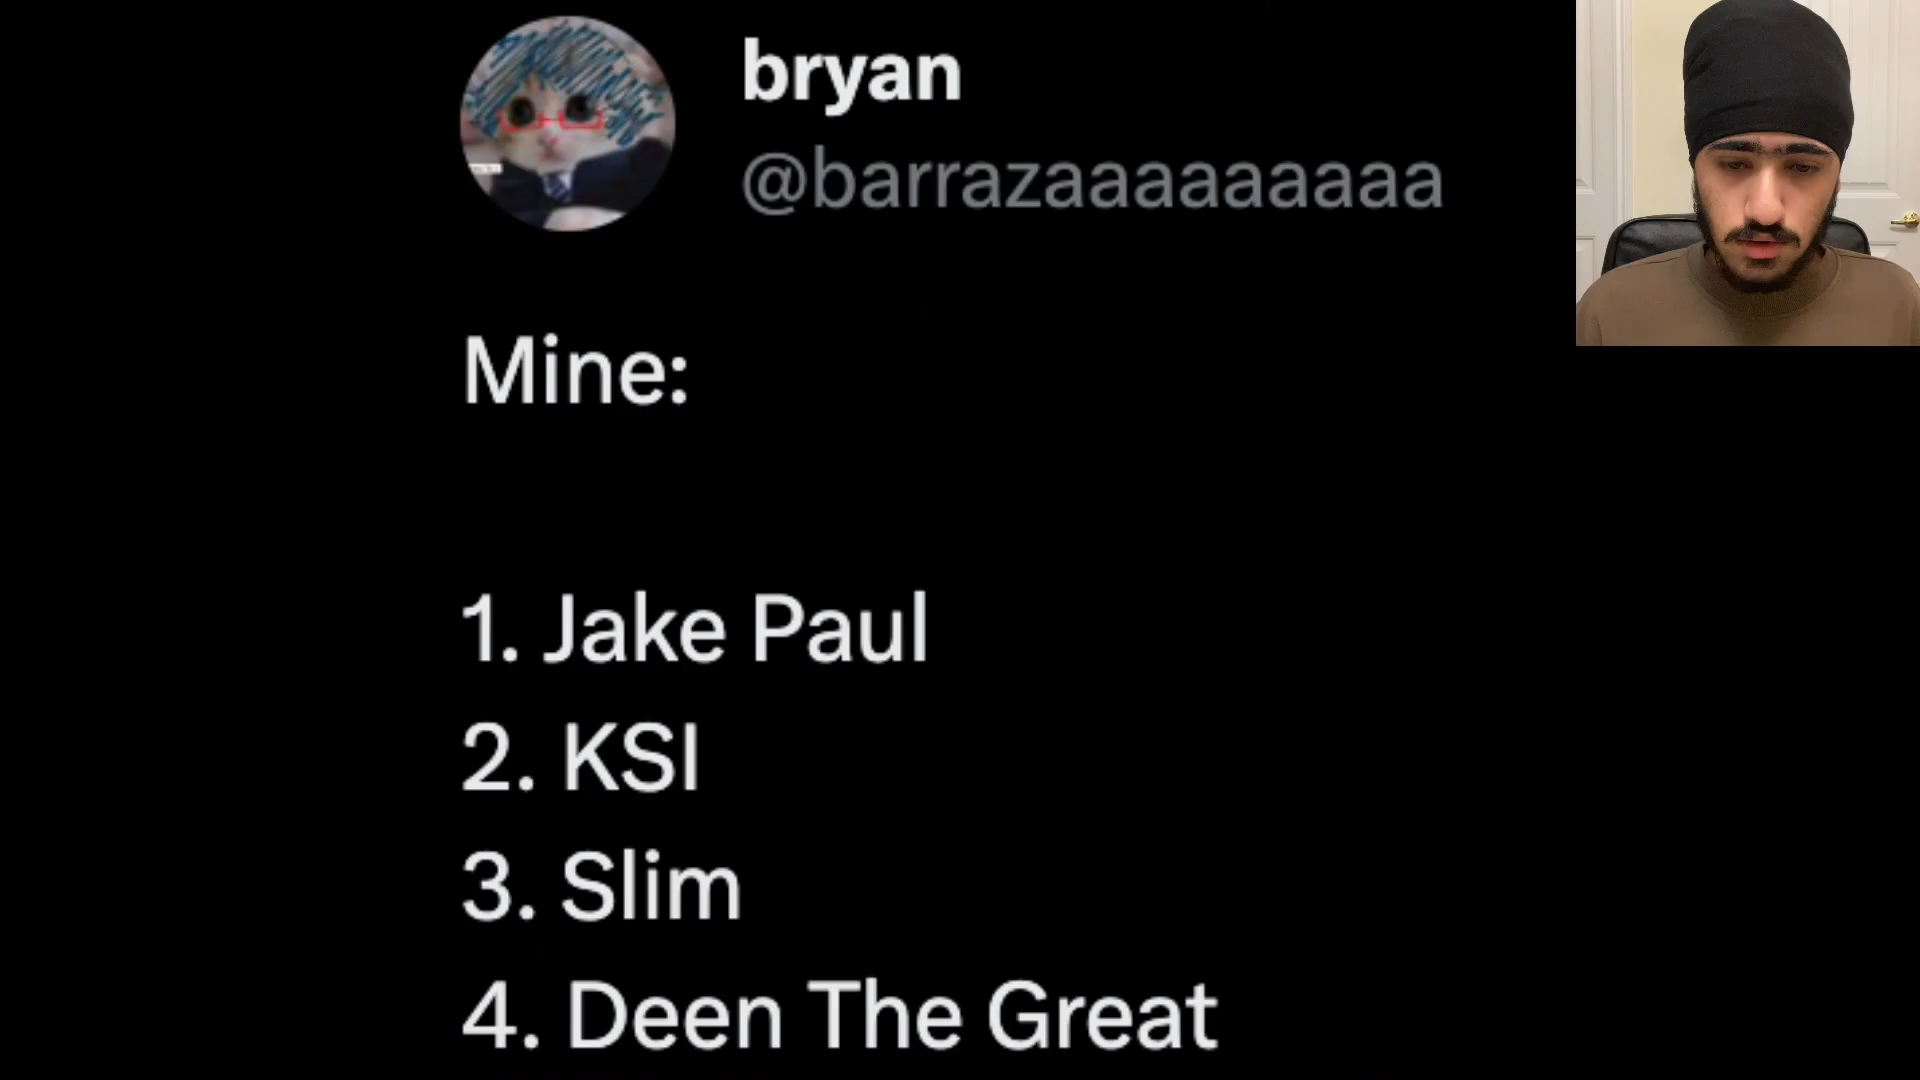 bryan
@barrazaaaaaaaaa
Mine:
1. Jake Paul
2. KSI
3. Slim
4. Deen The Great